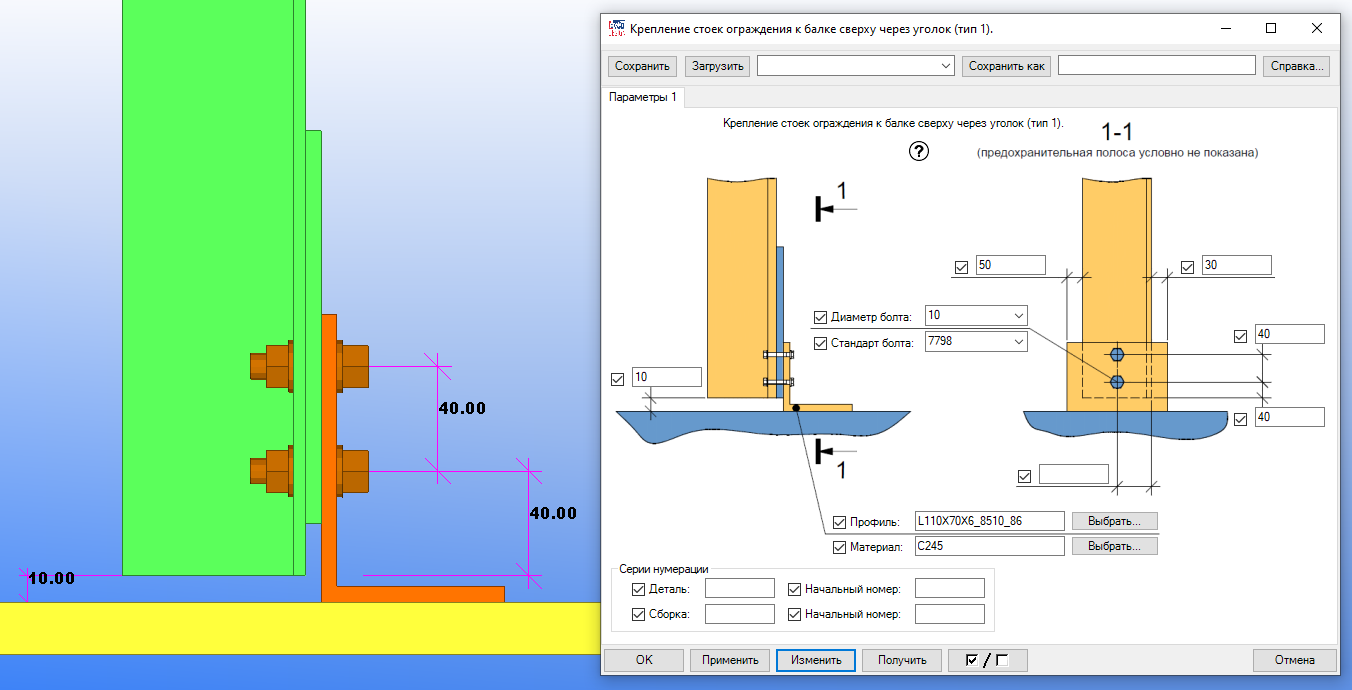 Крепление стоек ограждения к балке сверху через уголок (тип 1).
Сохранить Загрузить Сохранить как Справка...
Параметры 1
Крепление стоек ограждения к балке сверху через уголок (тип 1).
1-1
(предохранительная полоса условно не показана)
?
1
50
30
Диаметр болта: 10
Стандарт болта: 7798
40
10
40
1
Профиль: L110X70X6_8510_86 Выбрать...
Материал: C245 Выбрать...
Серии нумерации
Деталь: Начальный номер:
Сборка: Начальный номер:
OK Применить Изменить Получить / Отмена
40.00
40.00
10.00